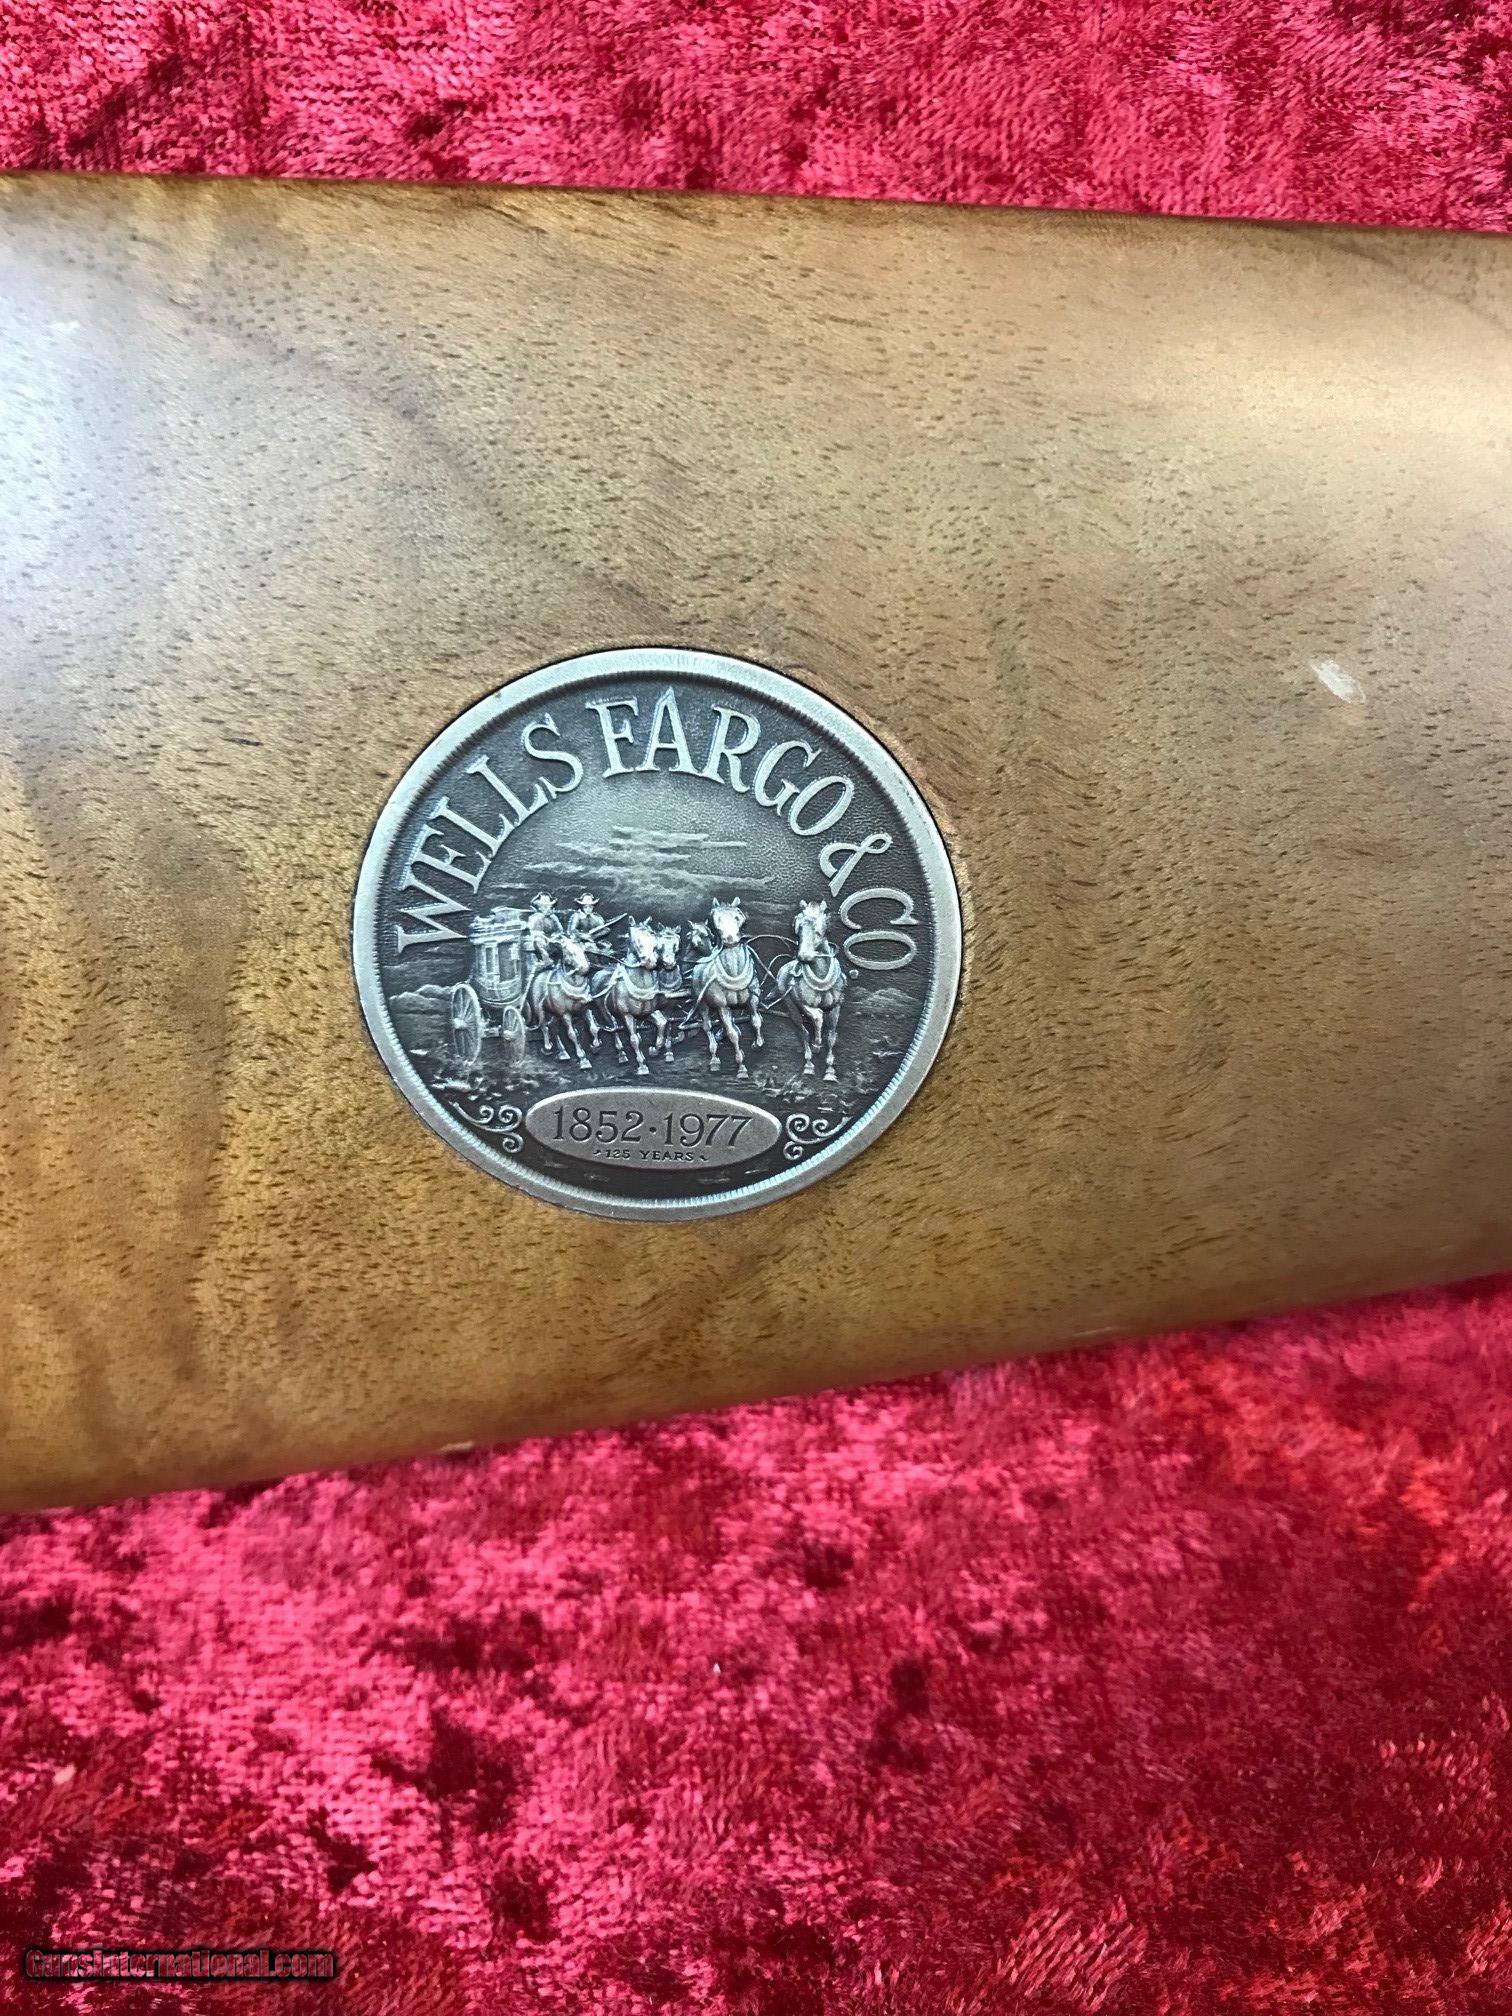 WELLS FARGO & CO.
1852 · 1977
125 YEARS
GunsInternational.com